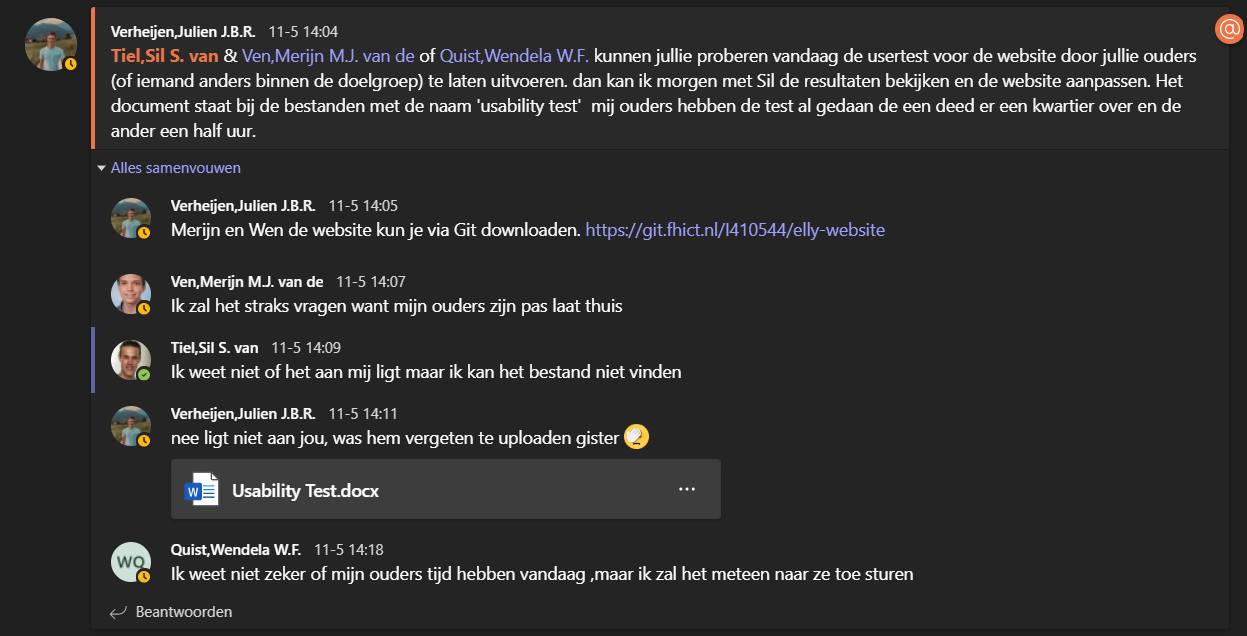 Verheijen,Julien J.B.R. 11-5 14:04
Tiel,Sil S. van & Ven,Merijn M.J. van de of Quist,Wendela W.F. kunnen jullie proberen vandaag de usertest voor de website door jullie ouders
(of iemand anders binnen de doelgroep) te laten uitvoeren. dan kan ik morgen met Sil de resultaten bekijken en de website aanpassen. Het
document staat bij de bestanden met de naam 'usability test' mij ouders hebben de test al gedaan de een deed er een kwartier over en de
ander een half uur.
@
Alles samenvouwen
Verheijen,Julien J.B.R. 11-5 14:05
Merijn en Wen de website kun je via Git downloaden. https://git.fhict.nl/I410544/elly-website
Ven,Merijn M.J. van de 11-5 14:07
Ik zal het straks vragen want mijn ouders zijn pas laat thuis
Tiel,Sil S. van 11-5 14:09
Ik weet niet of het aan mij ligt maar ik kan het bestand niet vinden
Verheijen,Julien J.B.R. 11-5 14:11
nee ligt niet aan jou, was hem vergeten te uploaden gister
W Usability Test.docx ...
WQ
Quist,Wendela W.F. 11-5 14:18
Ik weet niet zeker of mijn ouders tijd hebben vandaag ,maar ik zal het meteen naar ze toe sturen
Beantwoorden